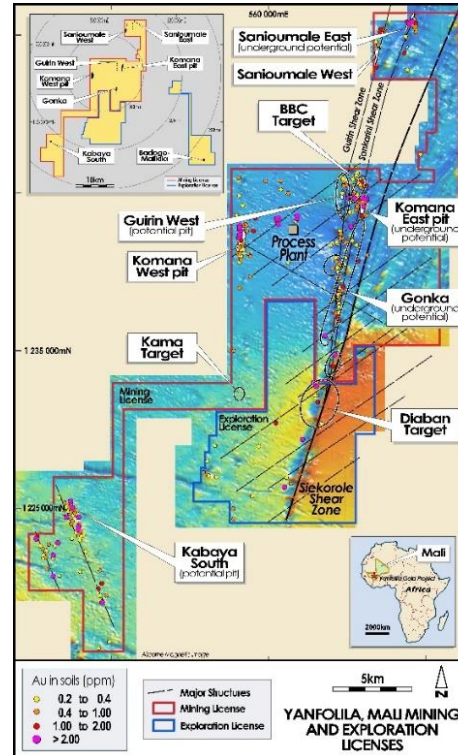 560 000mE
Sanioumale
West
Sanioumale
East
Guirin West
Komana
West pit
Komana
East pit
Gonka
Kabaya
South
10km
Mining License
Exploration License
Sanioumale East
(underground potential)
Sanioumale West
Guirin Shear Zone
Sankarini Shear Zone
BBC
Target
Guirin West
(potential pit)
Process
Plant
Komana
East pit
(underground
potential)
Komana
West pit
Gonka
(underground
potential)
1 235 000mN
Kama
Target
Mining
License
Exploration
License
Diaban
Target
Siekorole
Shear
Zone
1 225 000mN
Kabaya
South
(potential pit)
Airborne Magnetic Image
Mali
Yanfolila Gold Project
Africa
2000km
Au in soils (ppm)
0.2 to 0.4
0.4 to 1.00
1.00 to 2.00
> 2.00
Major Structures
Mining License
Exploration License
5km
N
YANFOLILA, MALI MINING
AND EXPLORATION
LICENSES